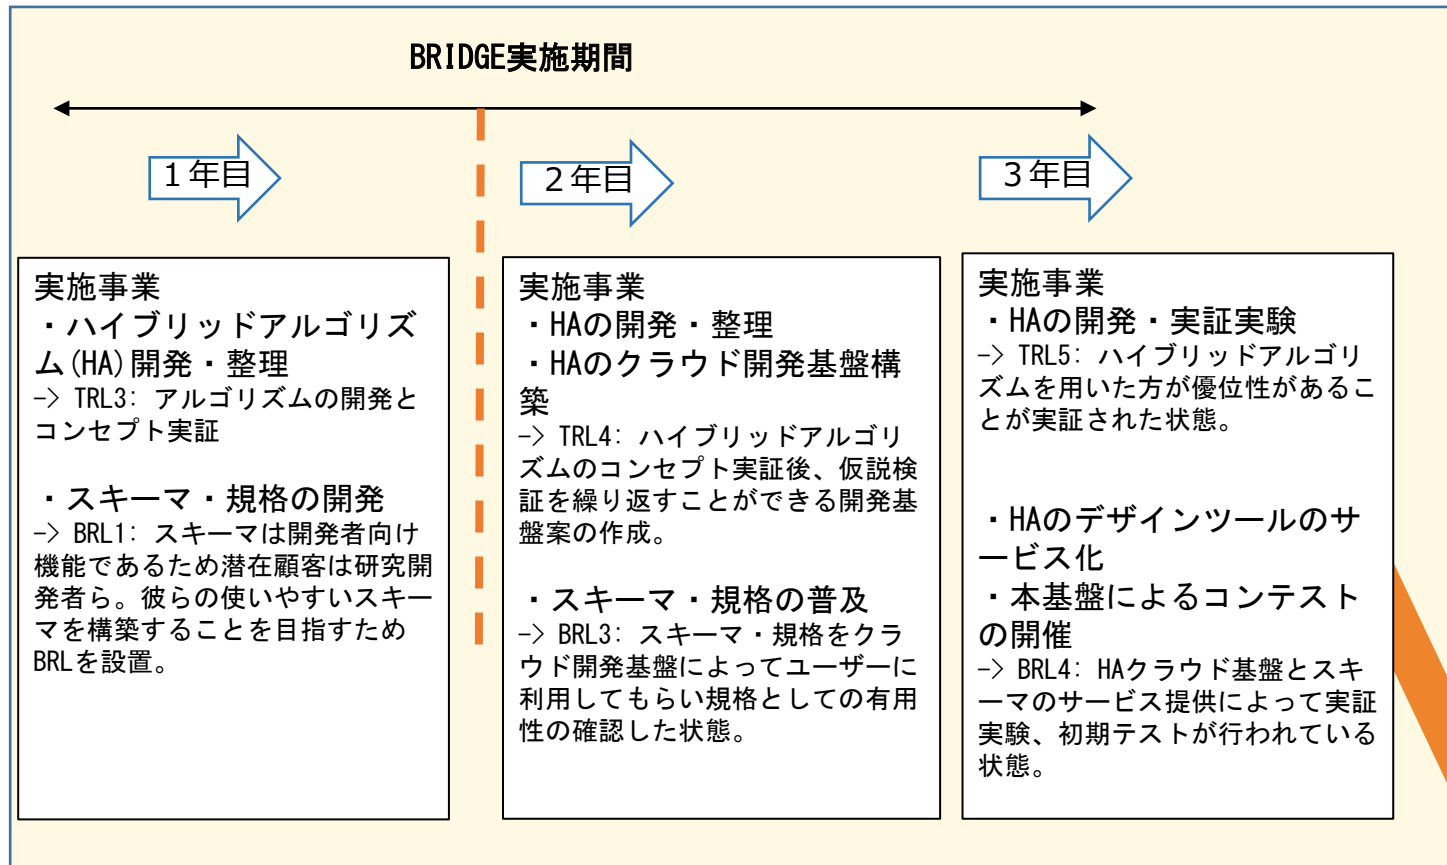 BRIDGE実施期間
１年目
２年目
３年目
実施事業
・ハイブリッドアルゴリズ
ム(HA)開発・整理
-> TRL3: アルゴリズムの開発と
コンセプト実証
・スキーマ・規格の開発
-> BRL1: スキーマは開発者向け
機能であるため潜在顧客は研究開
発者ら。彼らの使いやすいスキー
マを構築することを目指すため
BRLを設置。
実施事業
・HAの開発・整理
・HAのクラウド開発基盤構
築
-> TRL4: ハイブリッドアルゴリ
ズムのコンセプト実証後、仮説検
証を繰り返すことができる開発基
盤案の作成。
・スキーマ・規格の普及
-> BRL3: スキーマ・規格をクラ
ウド開発基盤によってユーザーに
利用してもらい規格としての有用
性の確認した状態。
実施事業
・HAの開発・実証実験
-> TRL5: ハイブリッドアルゴリ
ズムを用いた方が優位性があるこ
とが実証された状態。
・HAのデザインツールのサ
ービス化
・本基盤によるコンテスト
の開催
-> BRL4: HAクラウド基盤とスキ
ーマのサービス提供によって実証
実験、初期テストが行われている
状態。